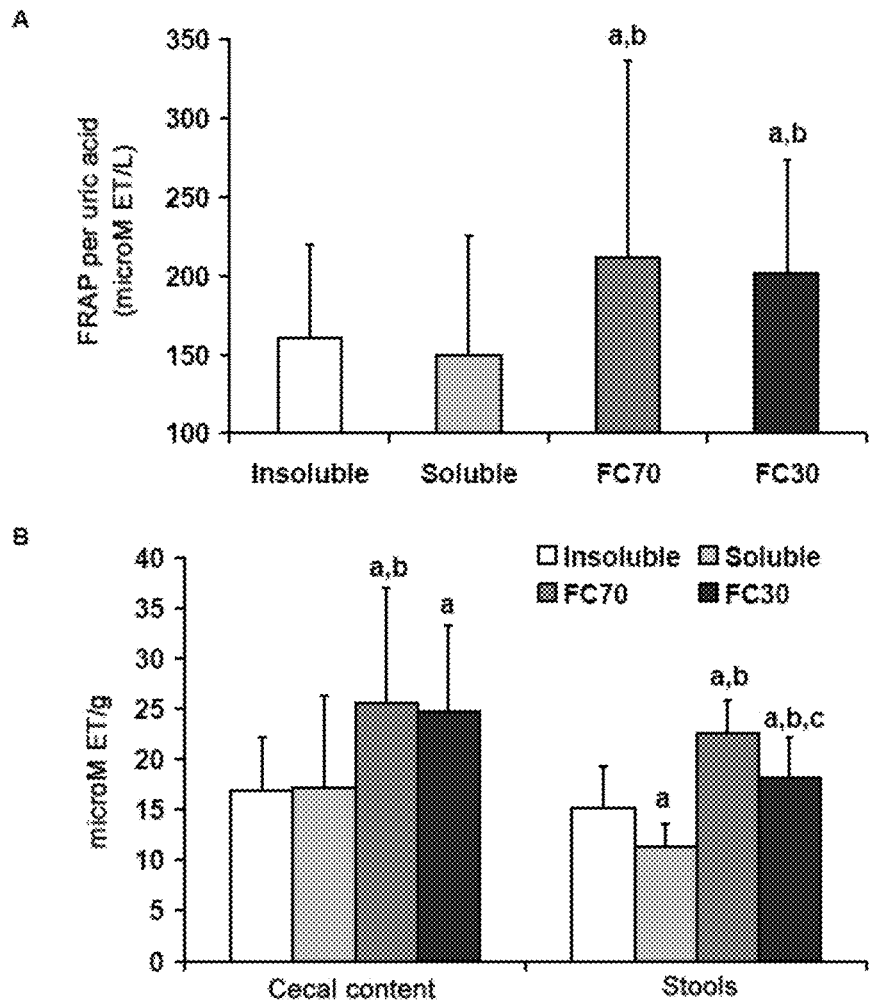 A
350
300
250
200
150
100
FRAP per uric acid
(microM ET/L)
a,b
a,b
Insoluble
Soluble
FC70
FC30
B
40
35
30
25
20
15
10
5
0
microM ET/g
Insoluble
Soluble
FC70
FC30
a,b
a
a
a,b
a,b,c
Cecal content
Stools